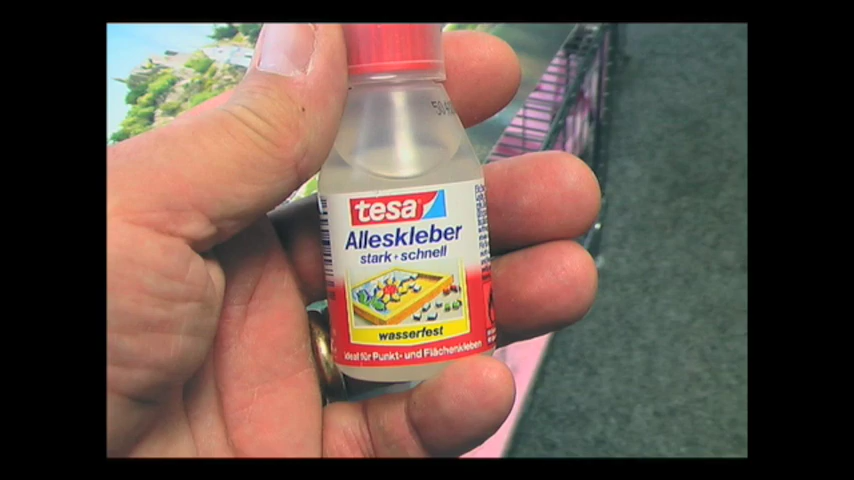 tesa
Alleskleber
stark + schnell
wasserfest
ideal für Punkt- und Flächenkleben